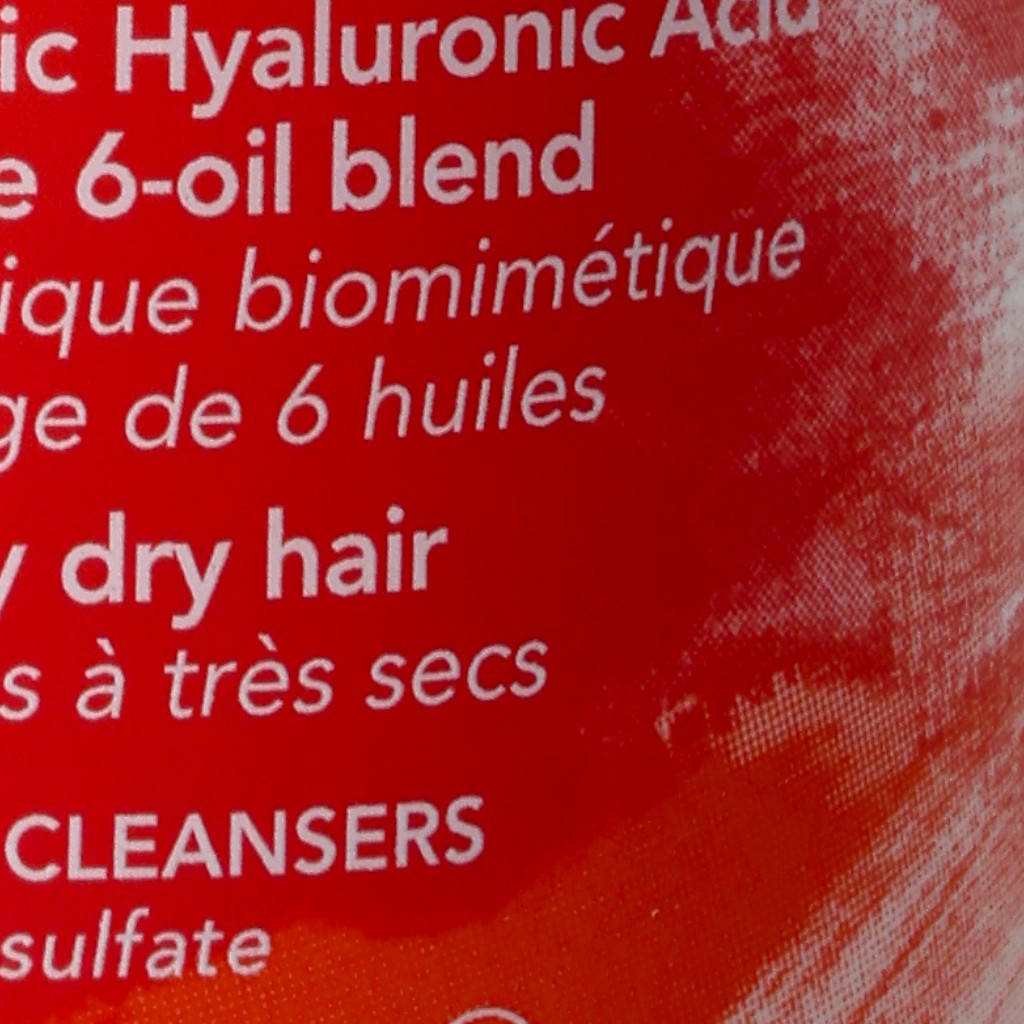 ic Hyaluronic Acid
e 6-oil blend
ique biomimétique
ge de 6 huiles
y dry hair
s à très secs
CLEANSERS
sulfate